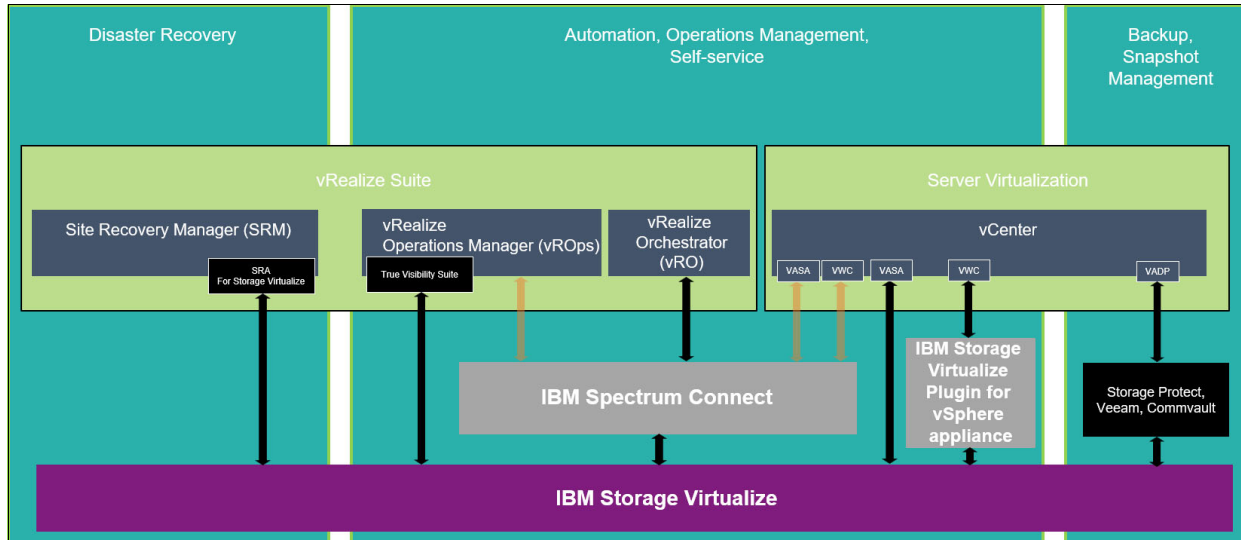 Disaster Recovery
Automation, Operations Management,
Self-service
Backup,
Snapshot
Management
vRealize Suite
Server Virtualization
Site Recovery Manager (SRM)
vRealize
Operations Manager (vROps)
vRealize
Orchestrator
(vRO)
vCenter
SRA
For Storage Virtualize
True Visibility Suite
VASA
VWC
VASA
VWC
VADP
IBM Spectrum Connect
IBM Storage
Virtualize
Plugin for
vSphere
appliance
Storage Protect,
Veeam, Commvault
IBM Storage Virtualize